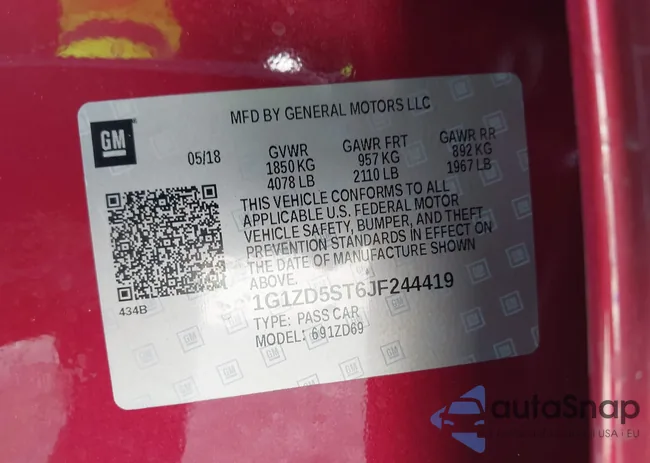 MFD BY GENERAL MOTORS LLC
GM
05/18
GVWR GAWR FRT GAWR RR
1850 KG 957 KG 892 KG
4078 LB 2110 LB 1967 LB
THIS VEHICLE CONFORMS TO ALL
APPLICABLE U.S. FEDERAL MOTOR
VEHICLE SAFETY, BUMPER, AND THEFT
PREVENTION STANDARDS IN EFFECT ON
THE DATE OF MANUFACTURE SHOWN
ABOVE.
434B
1G1ZD5ST6JF244419
TYPE: PASS CAR
MODEL: 691ZD69
autoSnap
USA • EU